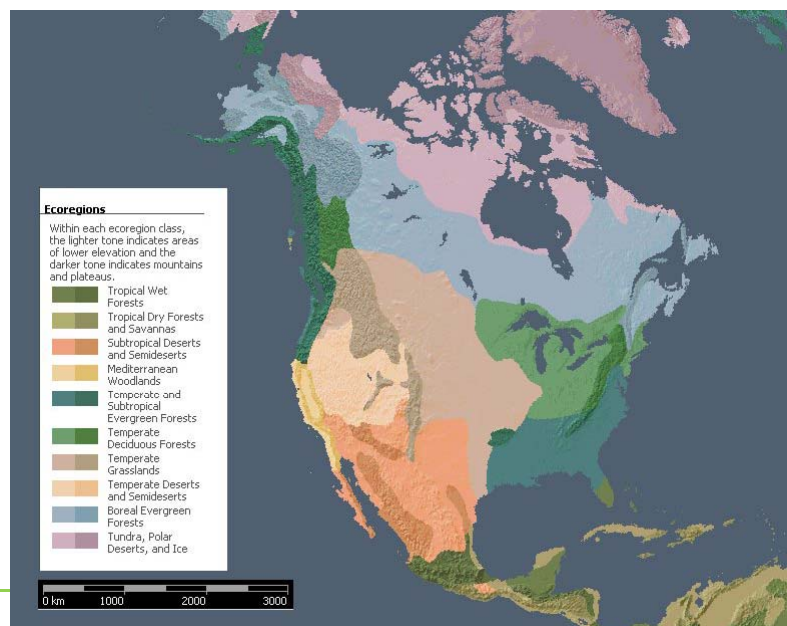 Ecoregions
Within each ecoregion class,
the lighter tone indicates areas
of lower elevation and the
darker tone indicates mountains
and plateaus.
Tropical Wet
Forests
Tropical Dry Forests
and Savannas
Subtropical Deserts
and Semideserts
Mediterranean
Woodlands
Temperate and
Subtropical
Evergreen Forests
Temperate
Deciduous Forests
Temperate
Grasslands
Temperate Deserts
and Semideserts
Boreal Evergreen
Forests
Tundra, Polar
Deserts, and Ice
0 km 1000 2000 3000